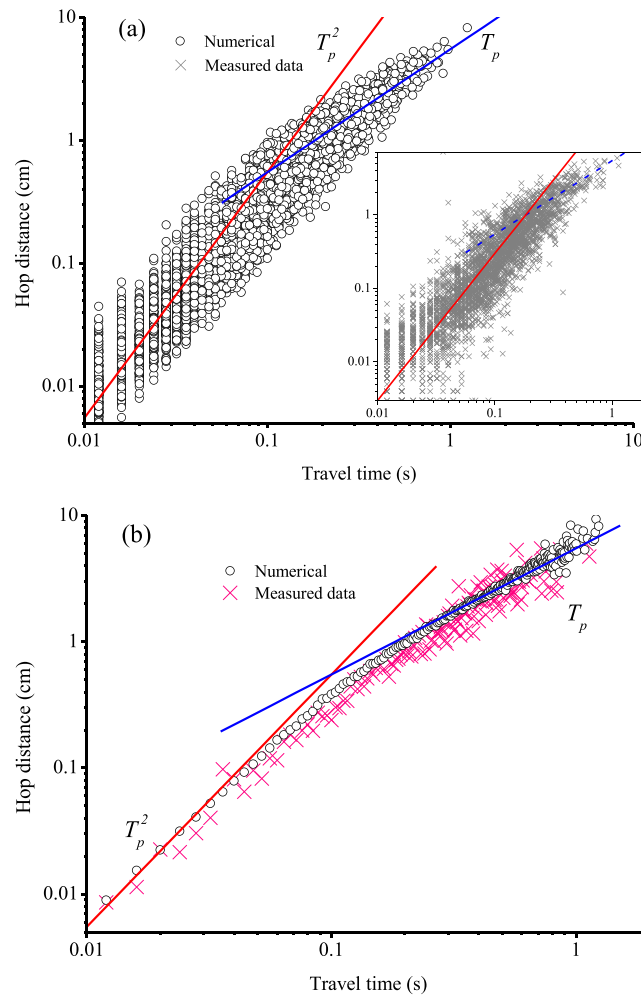 (a)
Numerical
Measured data
T_p^2
T_p
10
1
0.1
0.01
Hop distance (cm)
1
0.1
0.01
0.01
0.1
1
0.01
0.1
1
10
Travel time (s)
(b)
Numerical
Measured data
T_p
T_p^2
10
1
0.1
0.01
Hop distance (cm)
0.01
0.1
1
Travel time (s)